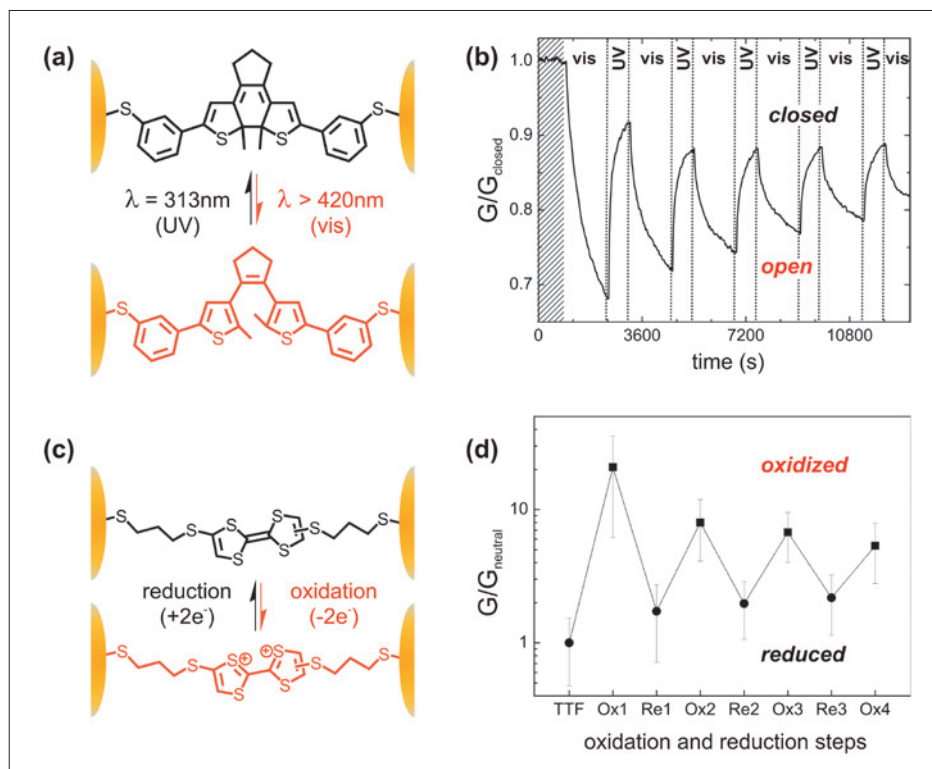 (a)
S
S
S
S
λ = 313nm
(UV)
λ > 420nm
(vis)
S
S
S
S
(b)
G/G closed
1.0
0.9
0.8
0.7
vis
UV
vis
UV
vis
UV
vis
UV
vis
UV
vis
closed
open
0
3600
7200
10800
time (s)
(c)
S
S
S
S
S
S
S
S
reduction
(+2e⁻)
oxidation
(-2e⁻)
S
S
S⊕
S
⊕S
S
S
S
(d)
G/G neutral
10
1
oxidized
reduced
TTF
Ox1
Re1
Ox2
Re2
Ox3
Re3
Ox4
oxidation and reduction steps